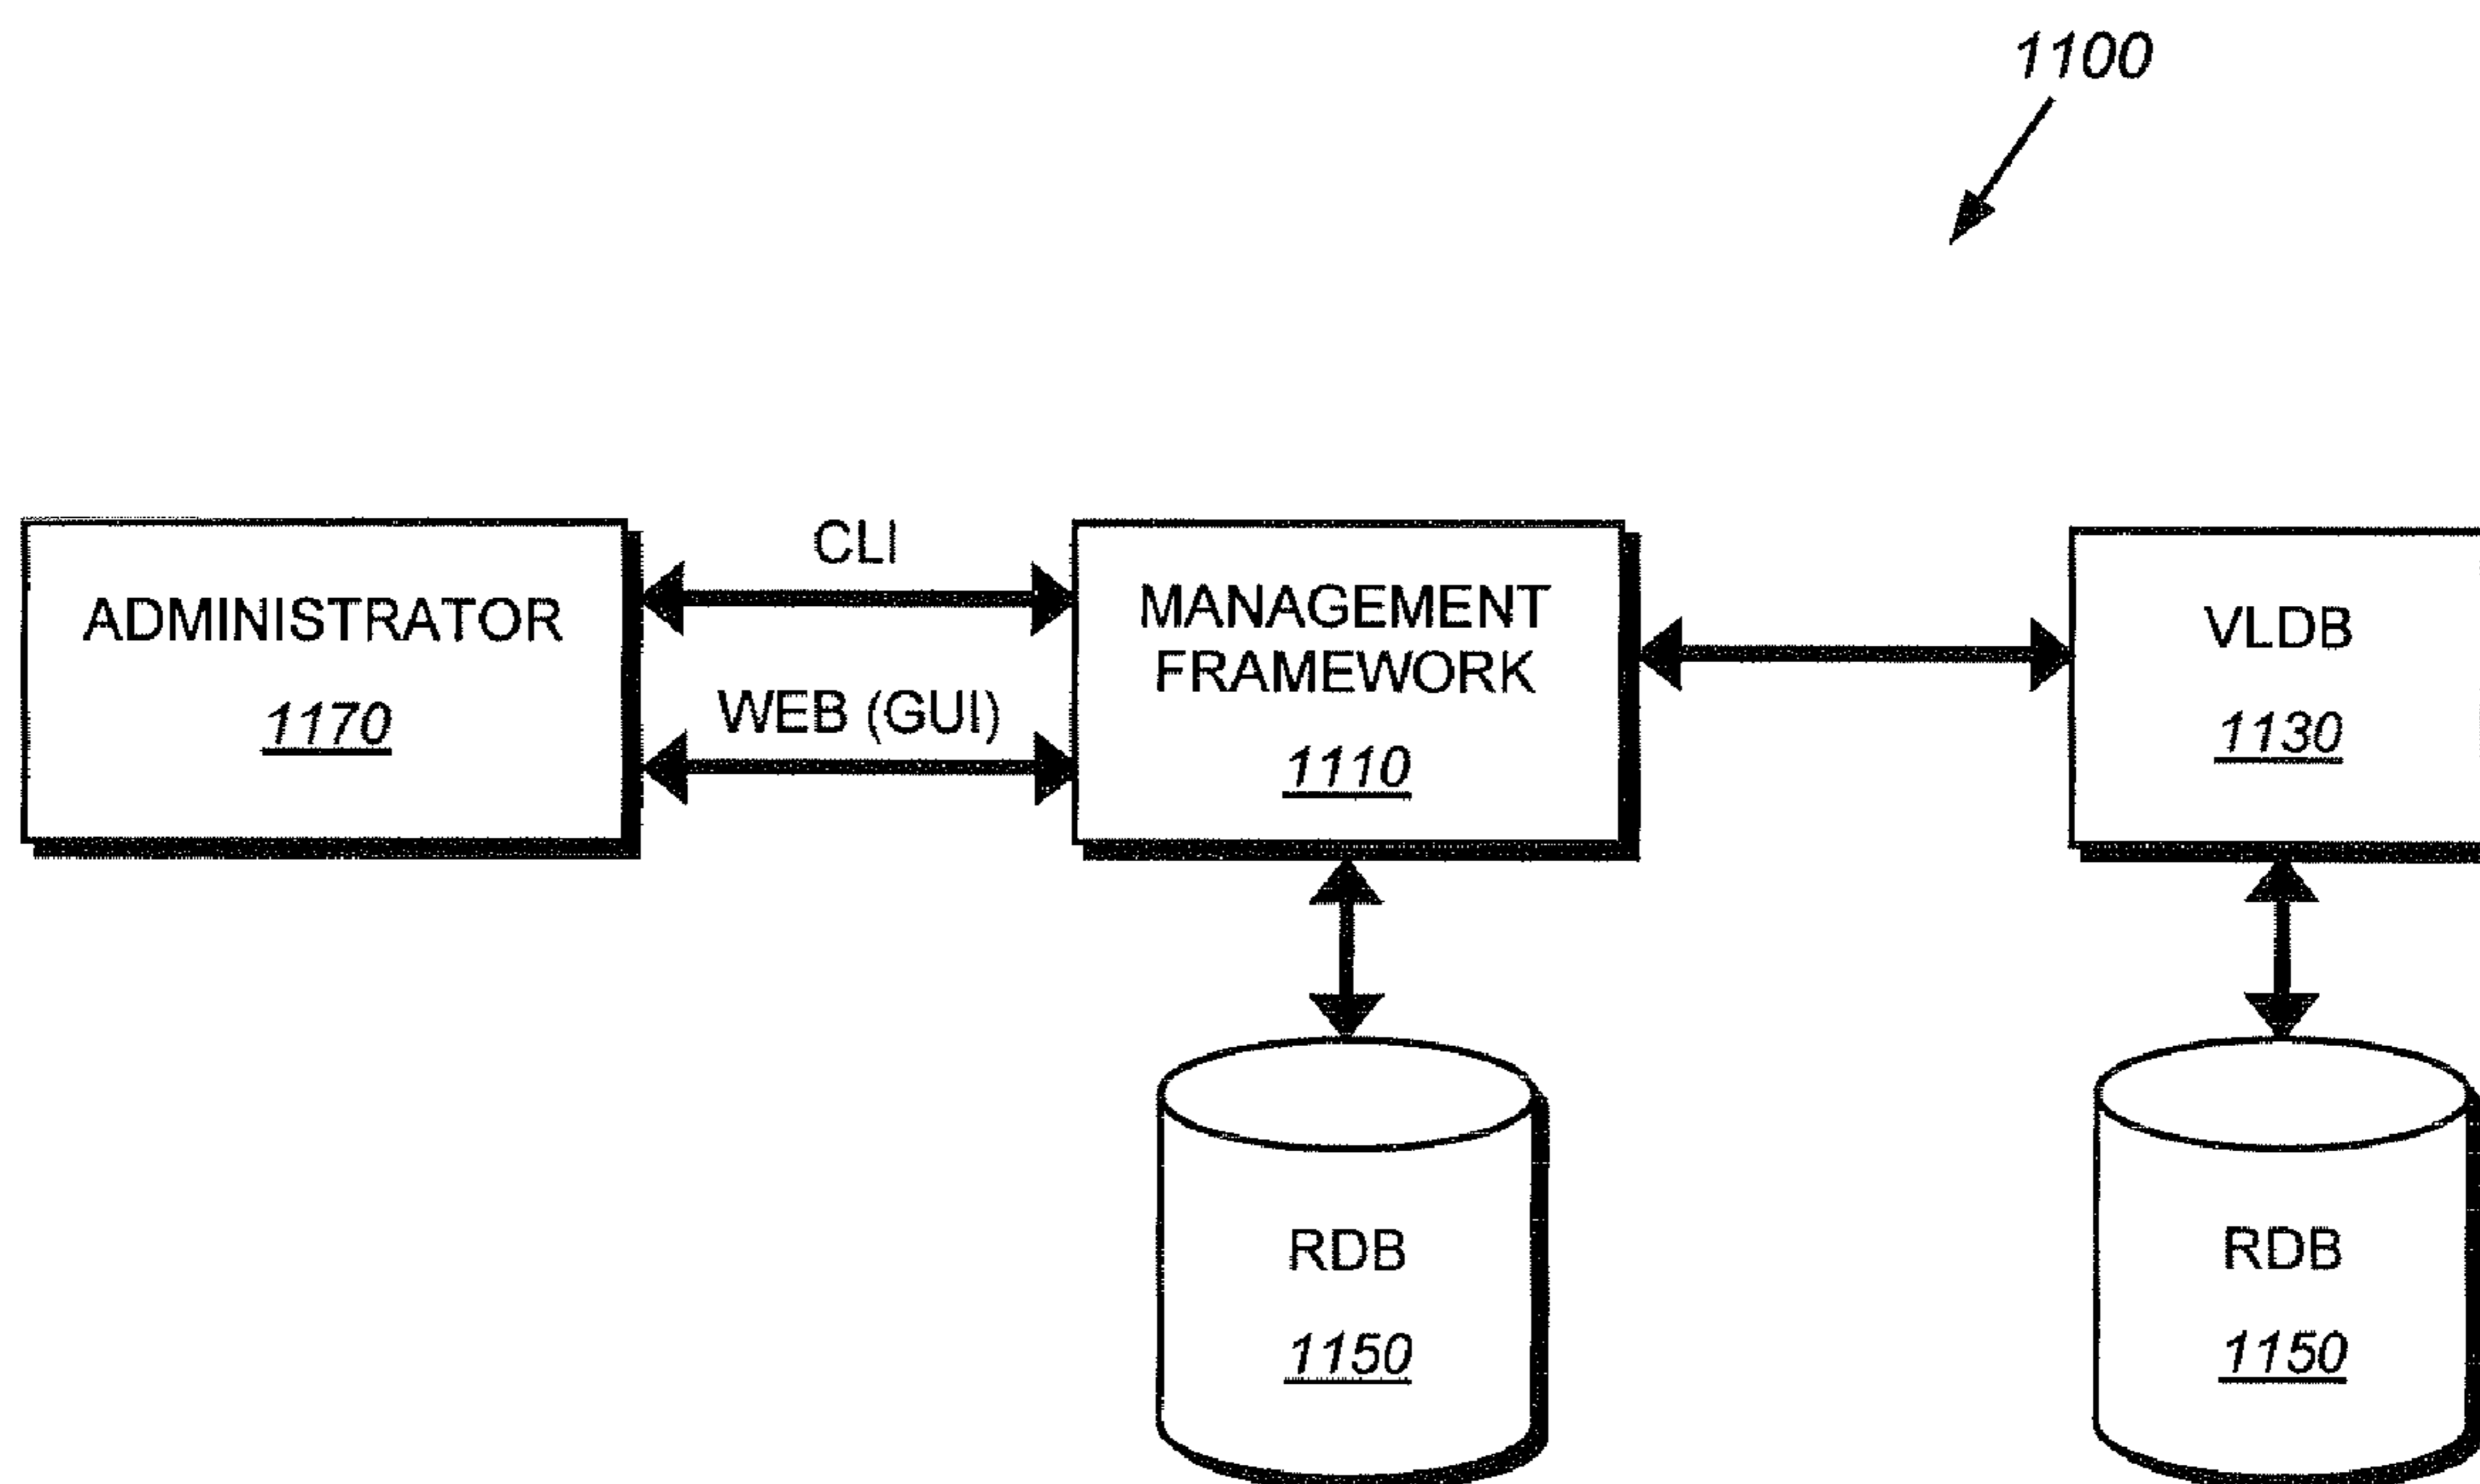 1100
ADMINISTRATOR
1170
CLI
WEB (GUI)
MANAGEMENT
FRAMEWORK
1110
VLDB
1130
RDB
1150
RDB
1150